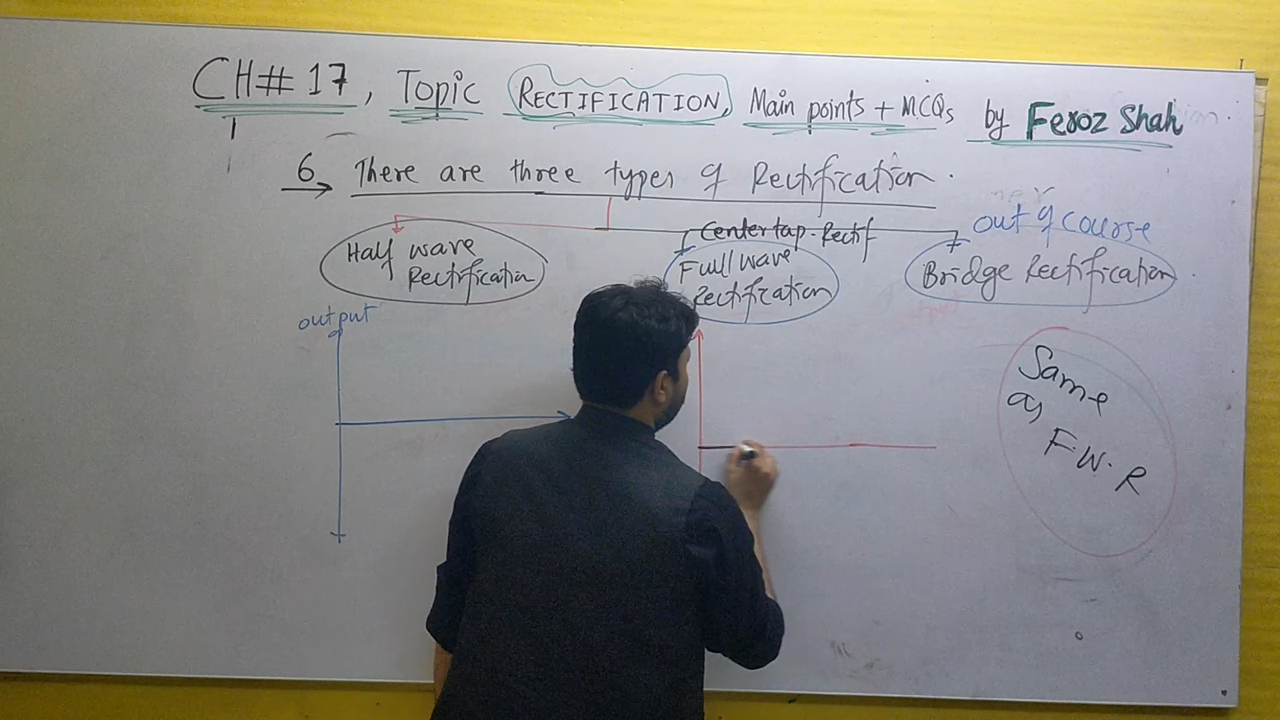 CH# 17, Topic RECTIFICATION, Main points + MCQs by Feroz Shah
6 There are three types of Rectification.
Half wave
Rectification
Center tap. Rectif
Full wave
Rectification
out of course
Bridge Rectification
output
Same
as
F.W.R